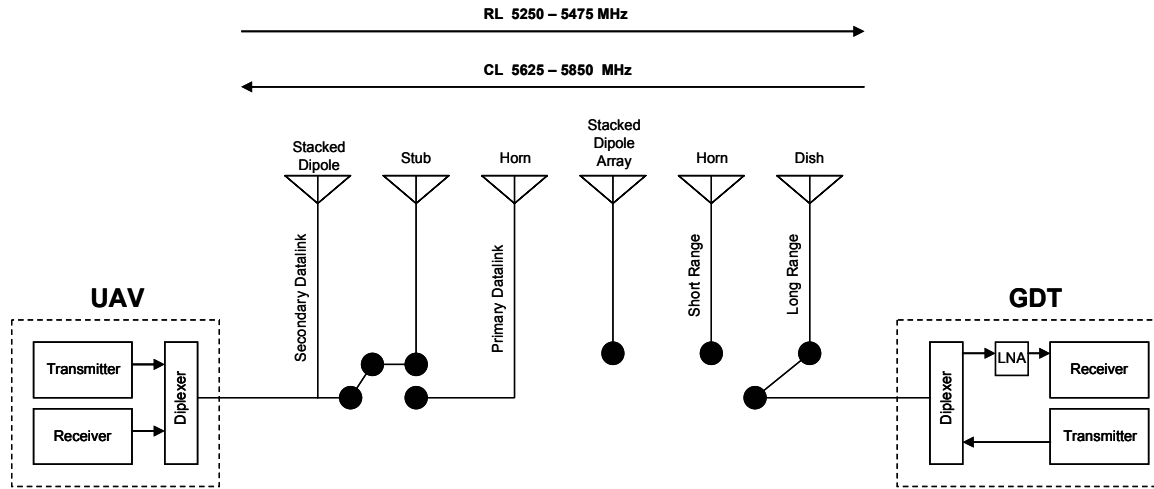 RL 5250 – 5475 MHz
CL 5625 – 5850 MHz
Stacked
Dipole
Stub
Horn
Stacked
Dipole
Array
Horn
Dish
Secondary Datalink
Primary Datalink
Short Range
Long Range
UAV
GDT
Transmitter
Receiver
Diplexer
Diplexer
LNA
Receiver
Transmitter